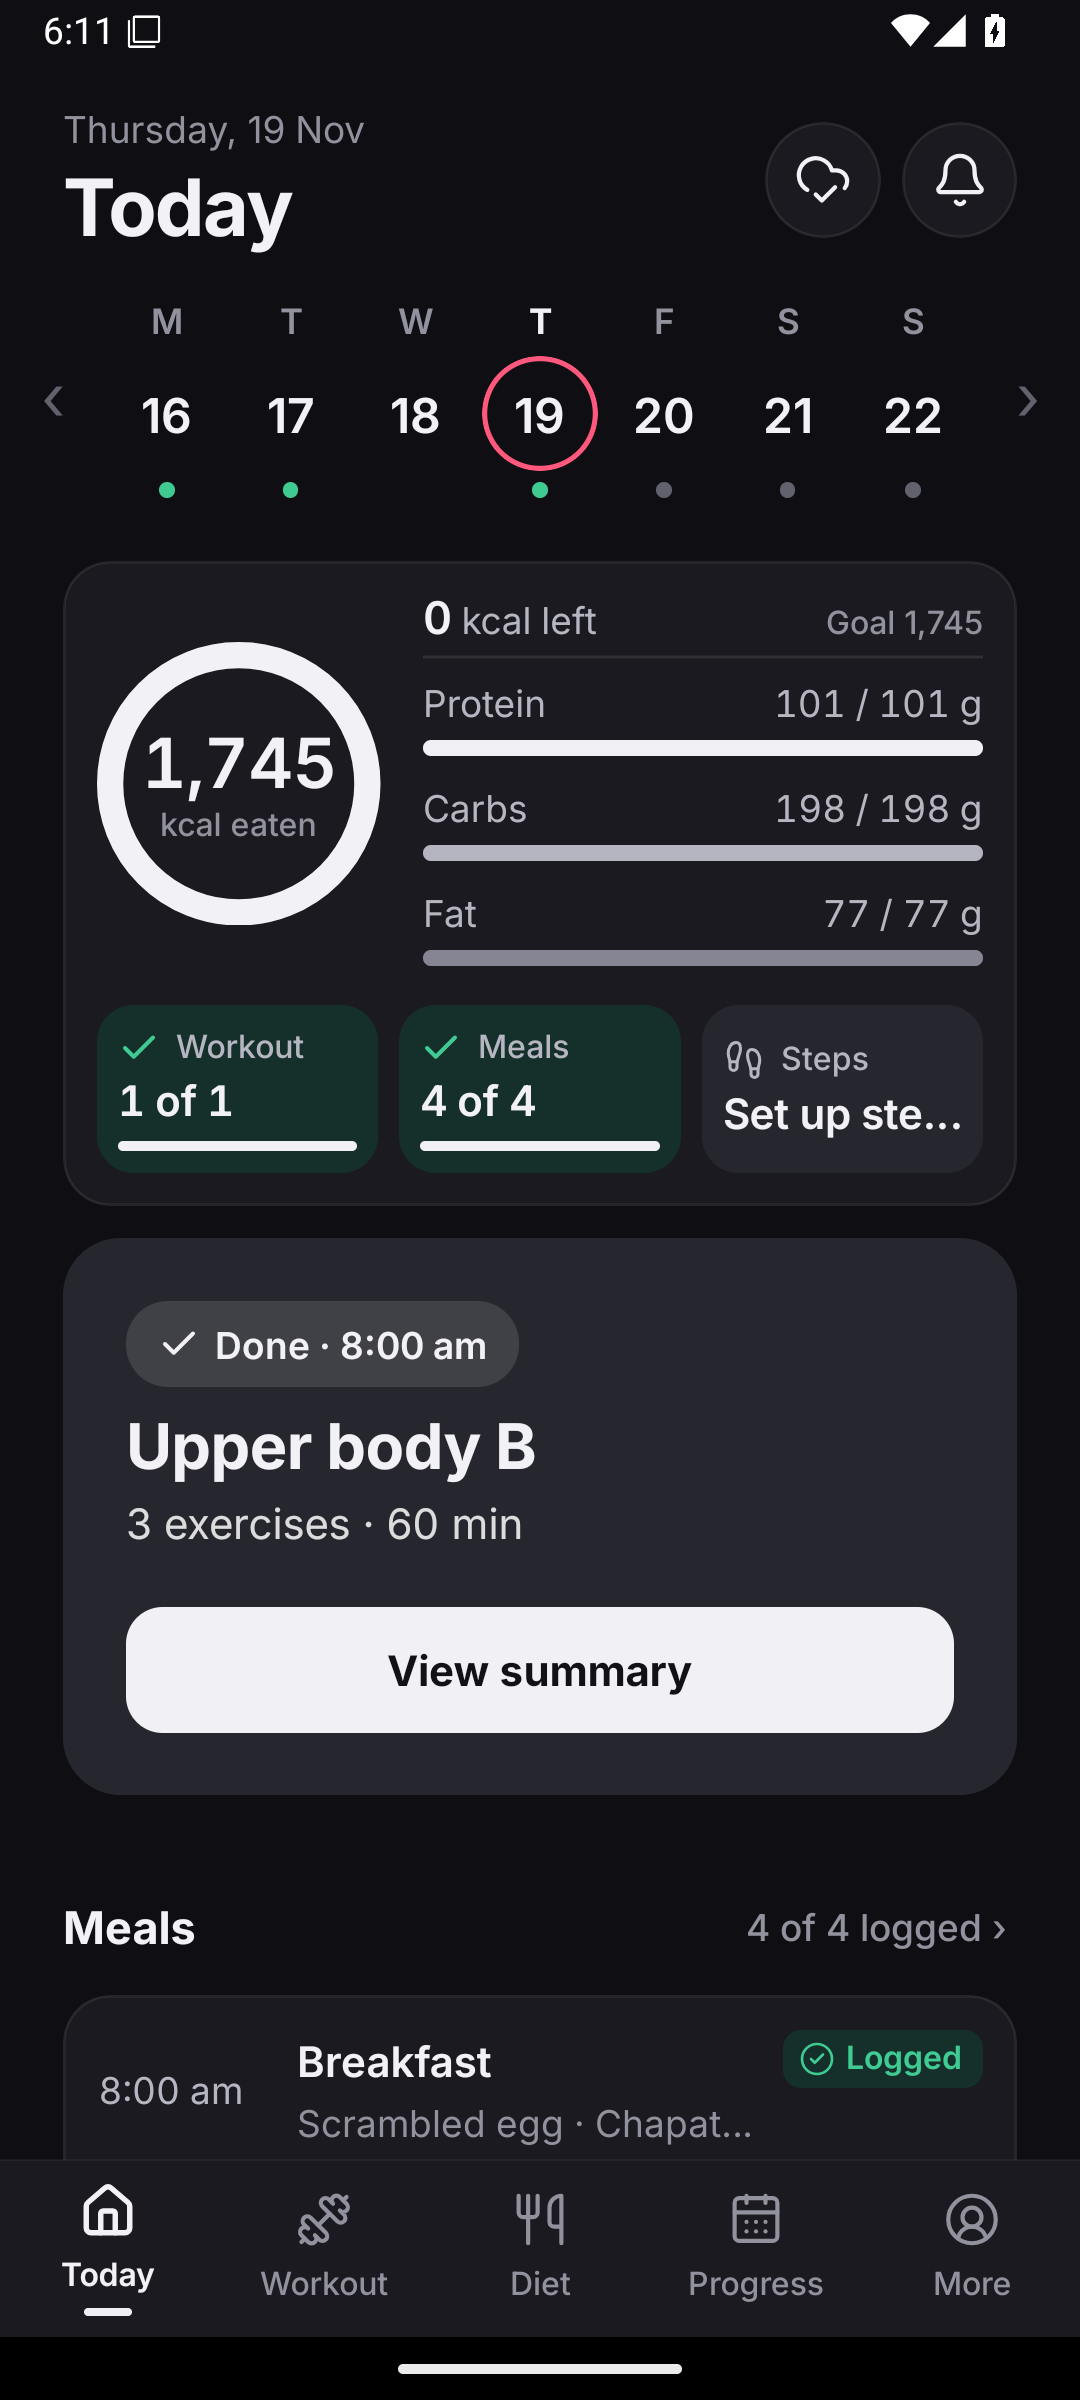 6:11
Thursday, 19 Nov
Today
M T W T F S S
‹ 16 17 18 19 20 21 22 ›
0 kcal left Goal 1,745
1,745
kcal eaten
Protein 101 / 101 g
Carbs 198 / 198 g
Fat 77 / 77 g
Workout
1 of 1
Meals
4 of 4
Steps
Set up ste...
Done · 8:00 am
Upper body B
3 exercises · 60 min
View summary
Meals 4 of 4 logged ›
8:00 am
Breakfast
Scrambled egg · Chapat...
Logged
Today Workout Diet Progress More